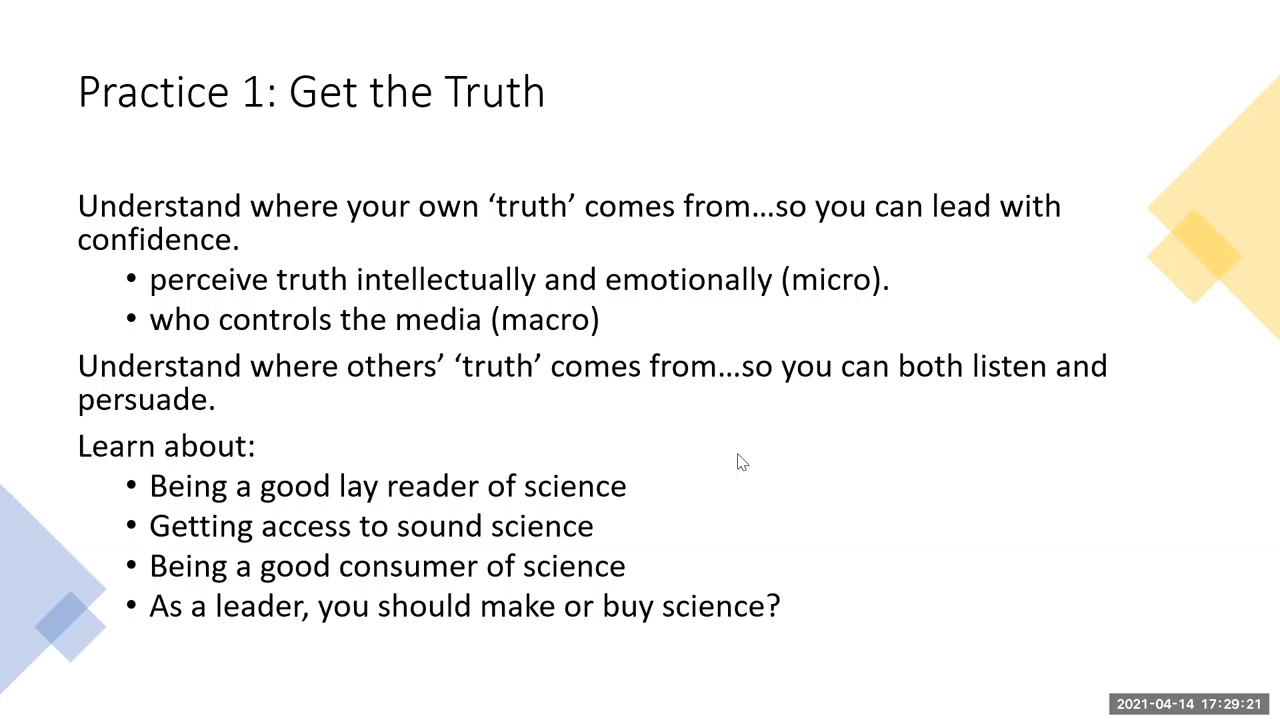 Practice 1: Get the Truth
Understand where your own ‘truth’ comes from…so you can lead with
confidence.
• perceive truth intellectually and emotionally (micro).
• who controls the media (macro)
Understand where others’ ‘truth’ comes from…so you can both listen and
persuade.
Learn about:
• Being a good lay reader of science
• Getting access to sound science
• Being a good consumer of science
• As a leader, you should make or buy science?
2021-04-14 17:29:21